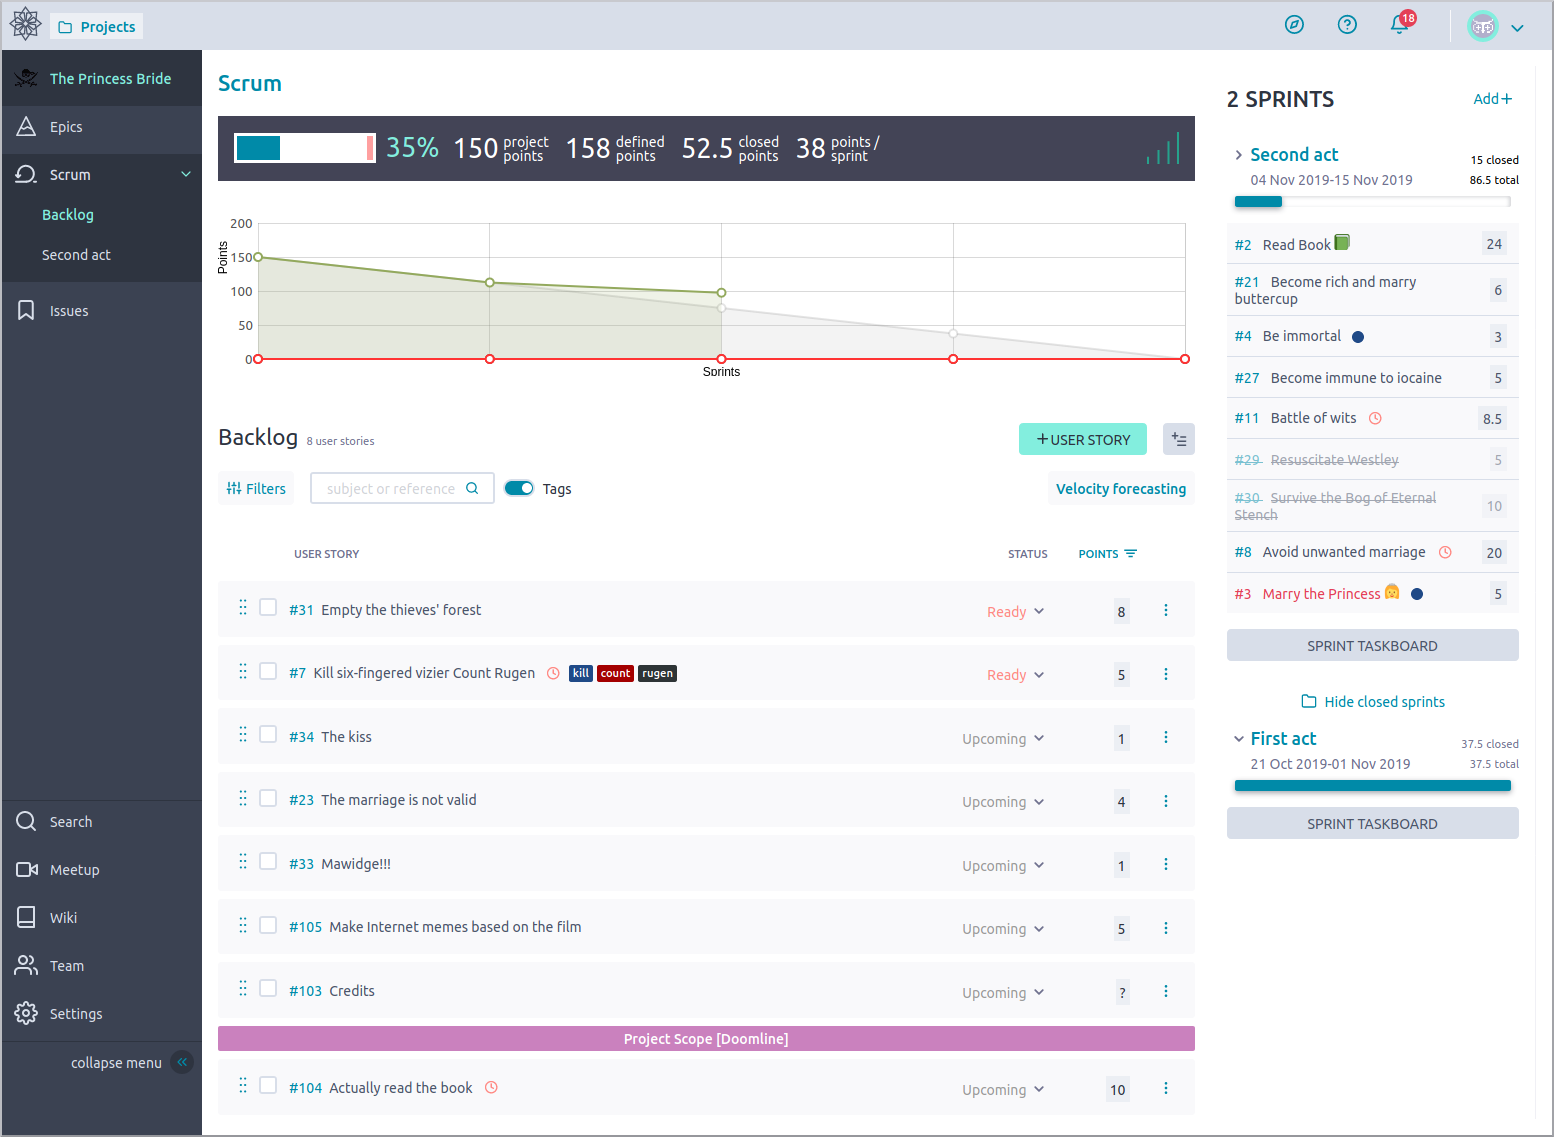 Projects
18
The Princess Bride
Epics
Scrum
Backlog
Second act
Issues
Search
Meetup
Wiki
Team
Settings
collapse menu
Scrum
35%
150 project points
158 defined points
52.5 closed points
38 points / sprint
200
150
100
50
0
Points
Sprints
Backlog 8 user stories
+USER STORY
Filters
subject or reference
Tags
Velocity forecasting
USER STORY STATUS POINTS
#31 Empty the thieves' forest Ready 8
#7 Kill six-fingered vizier Count Rugen kill count rugen Ready 5
#34 The kiss Upcoming 1
#23 The marriage is not valid Upcoming 4
#33 Mawidge!!! Upcoming 1
#105 Make Internet memes based on the film Upcoming 5
#103 Credits Upcoming ?
Project Scope [Doomline]
#104 Actually read the book Upcoming 10
2 SPRINTS
Add+
Second act
15 closed
04 Nov 2019-15 Nov 2019
86.5 total
#2 Read Book 24
#21 Become rich and marry
buttercup
6
#4 Be immortal 3
#27 Become immune to iocaine 5
#11 Battle of wits 8.5
#29 Resuscitate Westley 5
#30 Survive the Bog of Eternal
Stench
10
#8 Avoid unwanted marriage 20
#3 Marry the Princess 5
SPRINT TASKBOARD
Hide closed sprints
First act
37.5 closed
21 Oct 2019-01 Nov 2019
37.5 total
SPRINT TASKBOARD